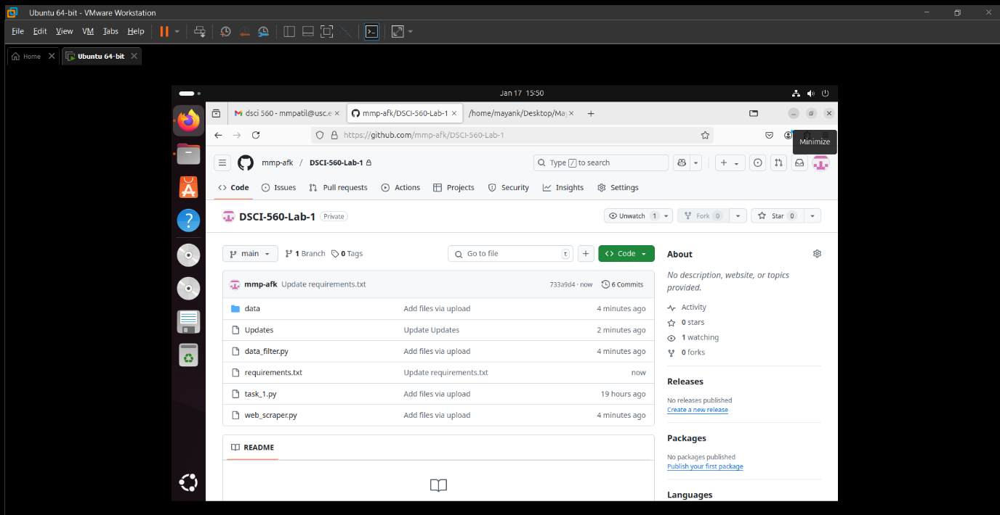 Ubuntu 64-bit - VMware Workstation
File Edit View VM Tabs Help
Home Ubuntu 64-bit
Jan 17 15:50
dsci 560 - mmpatil@usc.e mmp-afk/DSCI-560-Lab-1 /home/mayank/Desktop/May
https://github.com/mmp-afk/DSCI-560-Lab-1
Minimize
mmp-afk / DSCI-560-Lab-1 Type / to search
Code Issues Pull requests Actions Projects Security Insights Settings
DSCI-560-Lab-1 Private Unwatch 1 Fork 0 Star 0
main 1 Branch 0 Tags Go to file t Code
About
mmp-afk Update requirements.txt 733a9d4 · now 6 Commits
No description, website, or topics
provided.
data Add files via upload 4 minutes ago
Activity
0 stars
Updates Update Updates 2 minutes ago
1 watching
data_filter.py Add files via upload 4 minutes ago
0 forks
requirements.txt Update requirements.txt now
Releases
task_1.py Add files via upload 19 hours ago
No releases published
Create a new release
web_scraper.py Add files via upload 4 minutes ago
Packages
README
No packages published
Publish your first package
Languages